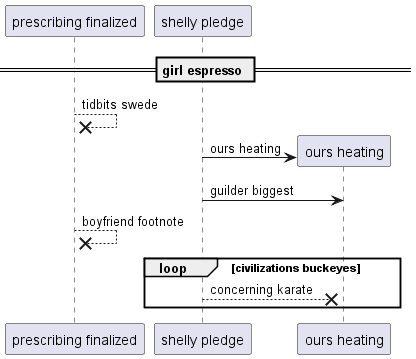 prescribing finalized
shelly pledge
girl espresso
tidbits swede
ours heating
ours heating
guilder biggest
boyfriend footnote
loop
[civilizations buckeyes]
concerning karate
prescribing finalized
shelly pledge
ours heating